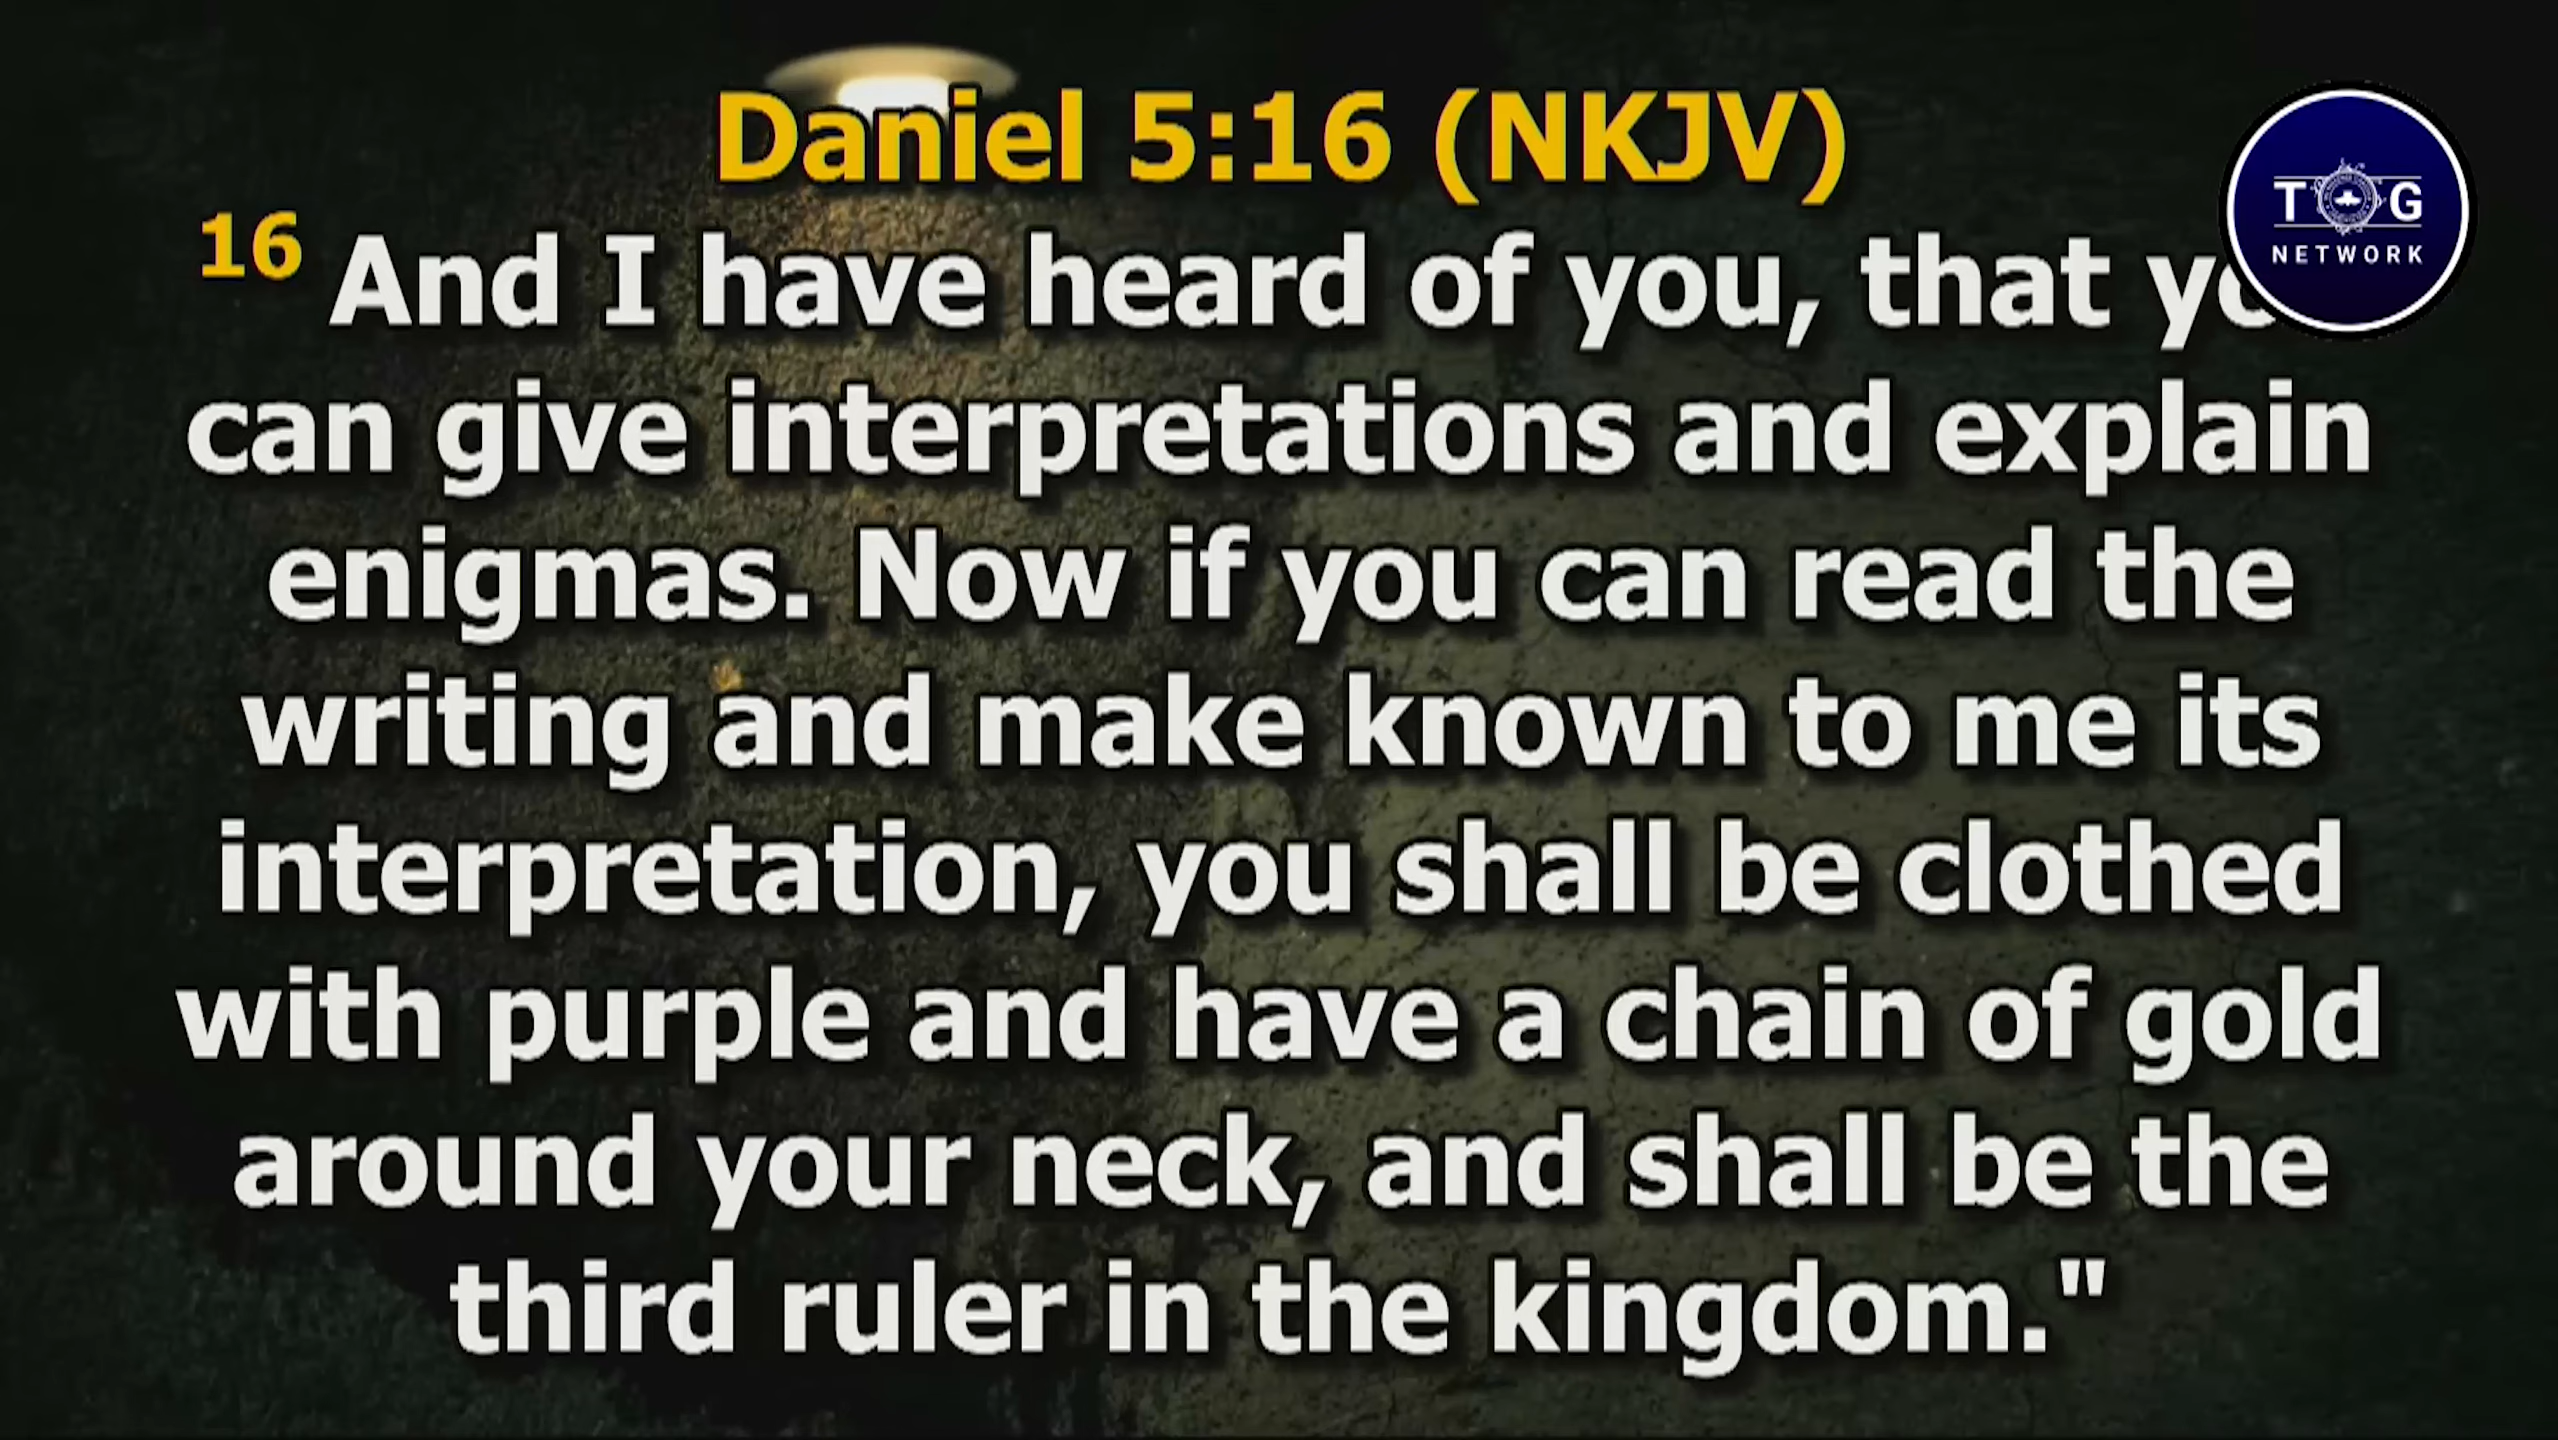 Daniel 5:16 (NKJV)
16 And I have heard of you, that
can give interpretations and explain
enigmas. Now if you can read the
writing and make known to me its
interpretation, you shall be clothed
with purple and have a chain of gold
around your neck, and shall be the
third ruler in the kingdom."
TOG
NETWORK